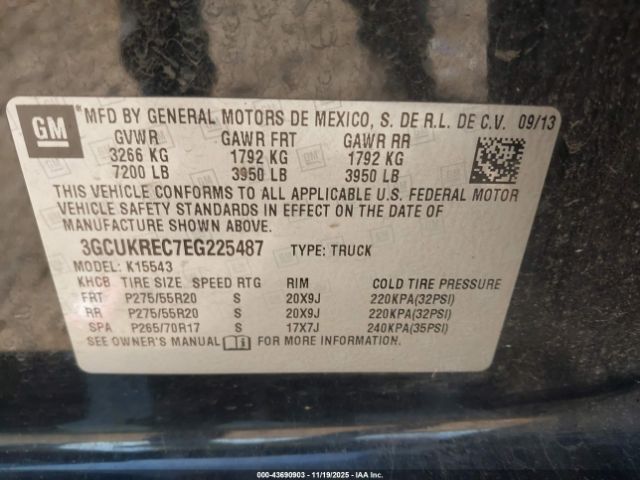 GM MFD BY GENERAL MOTORS DE MEXICO, S. DE R.L. DE C.V. 09/13
GVWR GAWR FRT GAWR RR
3266 KG 1792 KG 1792 KG
7200 LB 3950 LB 3950 LB
THIS VEHICLE CONFORMS TO ALL APPLICABLE U.S. FEDERAL MOTOR
VEHICLE SAFETY STANDARDS IN EFFECT ON THE DATE OF
MANUFACTURE SHOWN ABOVE.
3GCUKREC7EG225487 TYPE: TRUCK
MODEL: K15543
KHCB TIRE SIZE SPEED RTG RIM COLD TIRE PRESSURE
FRT P275/55R20 S 20X9J 220KPA(32PSI)
RR P275/55R20 S 20X9J 220KPA(32PSI)
SPA P265/70R17 S 17X7J 240KPA(35PSI)
SEE OWNER'S MANUAL FOR MORE INFORMATION.
000-43690903 - 11/19/2025 - IAA Inc.